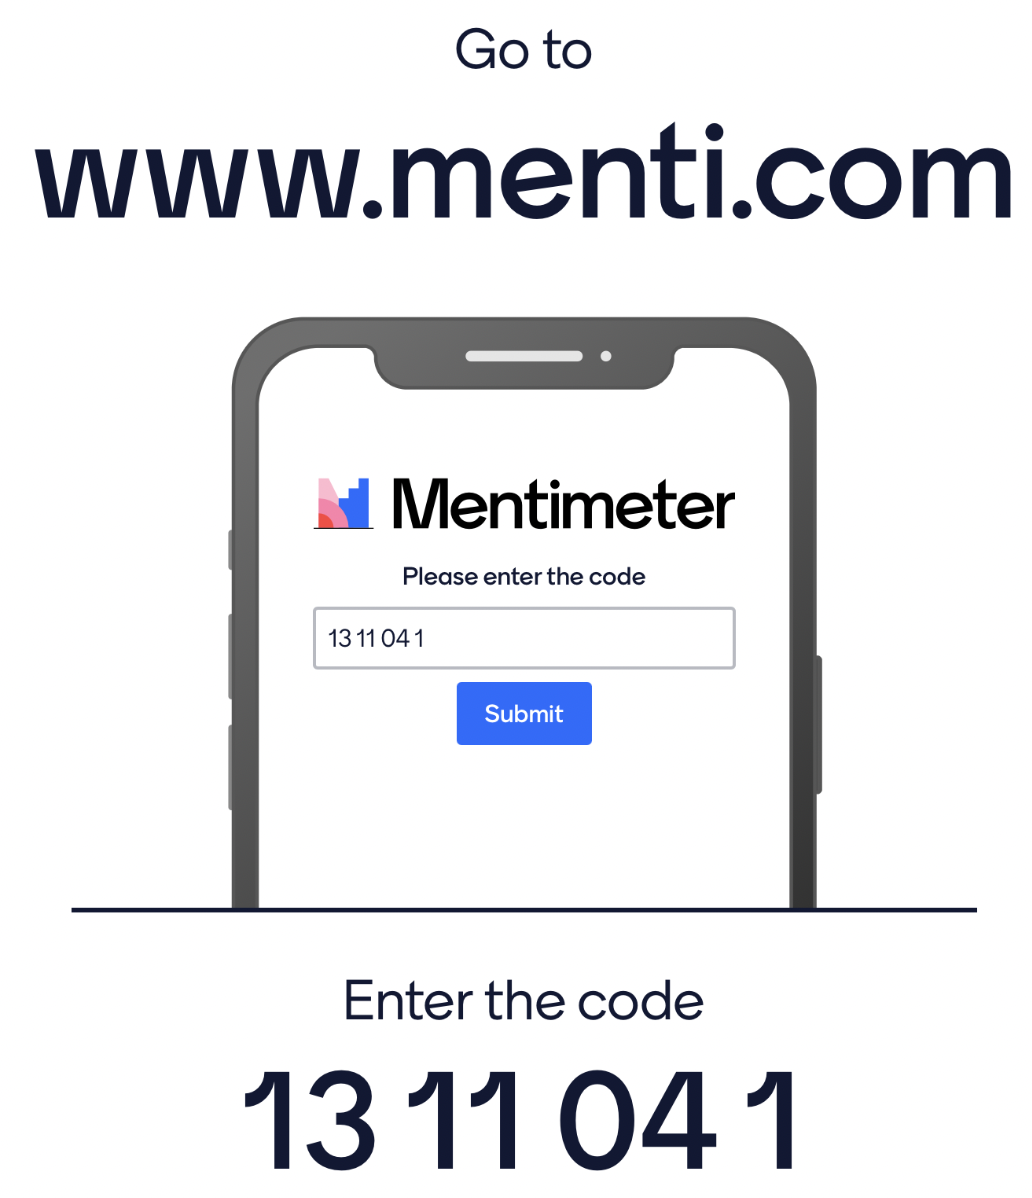 Go to
www.menti.com
Mentimeter
Please enter the code
13 11 04 1
Submit
Enter the code
13 11 04 1